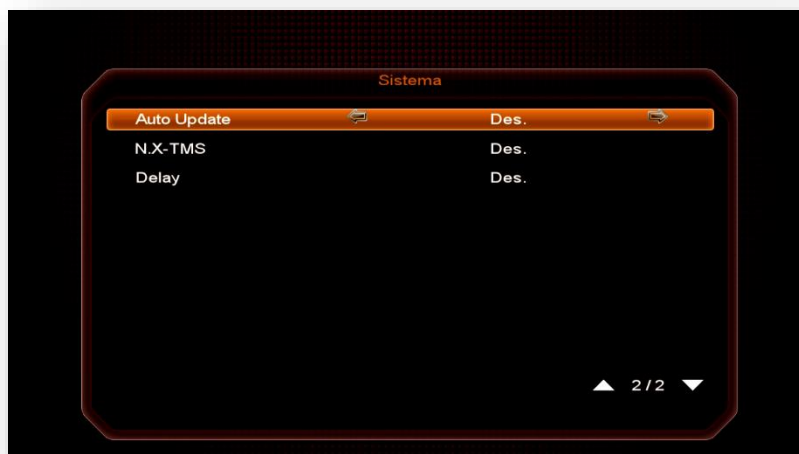 Sistema
Auto Update Des.
N.X-TMS Des.
Delay Des.
2/2